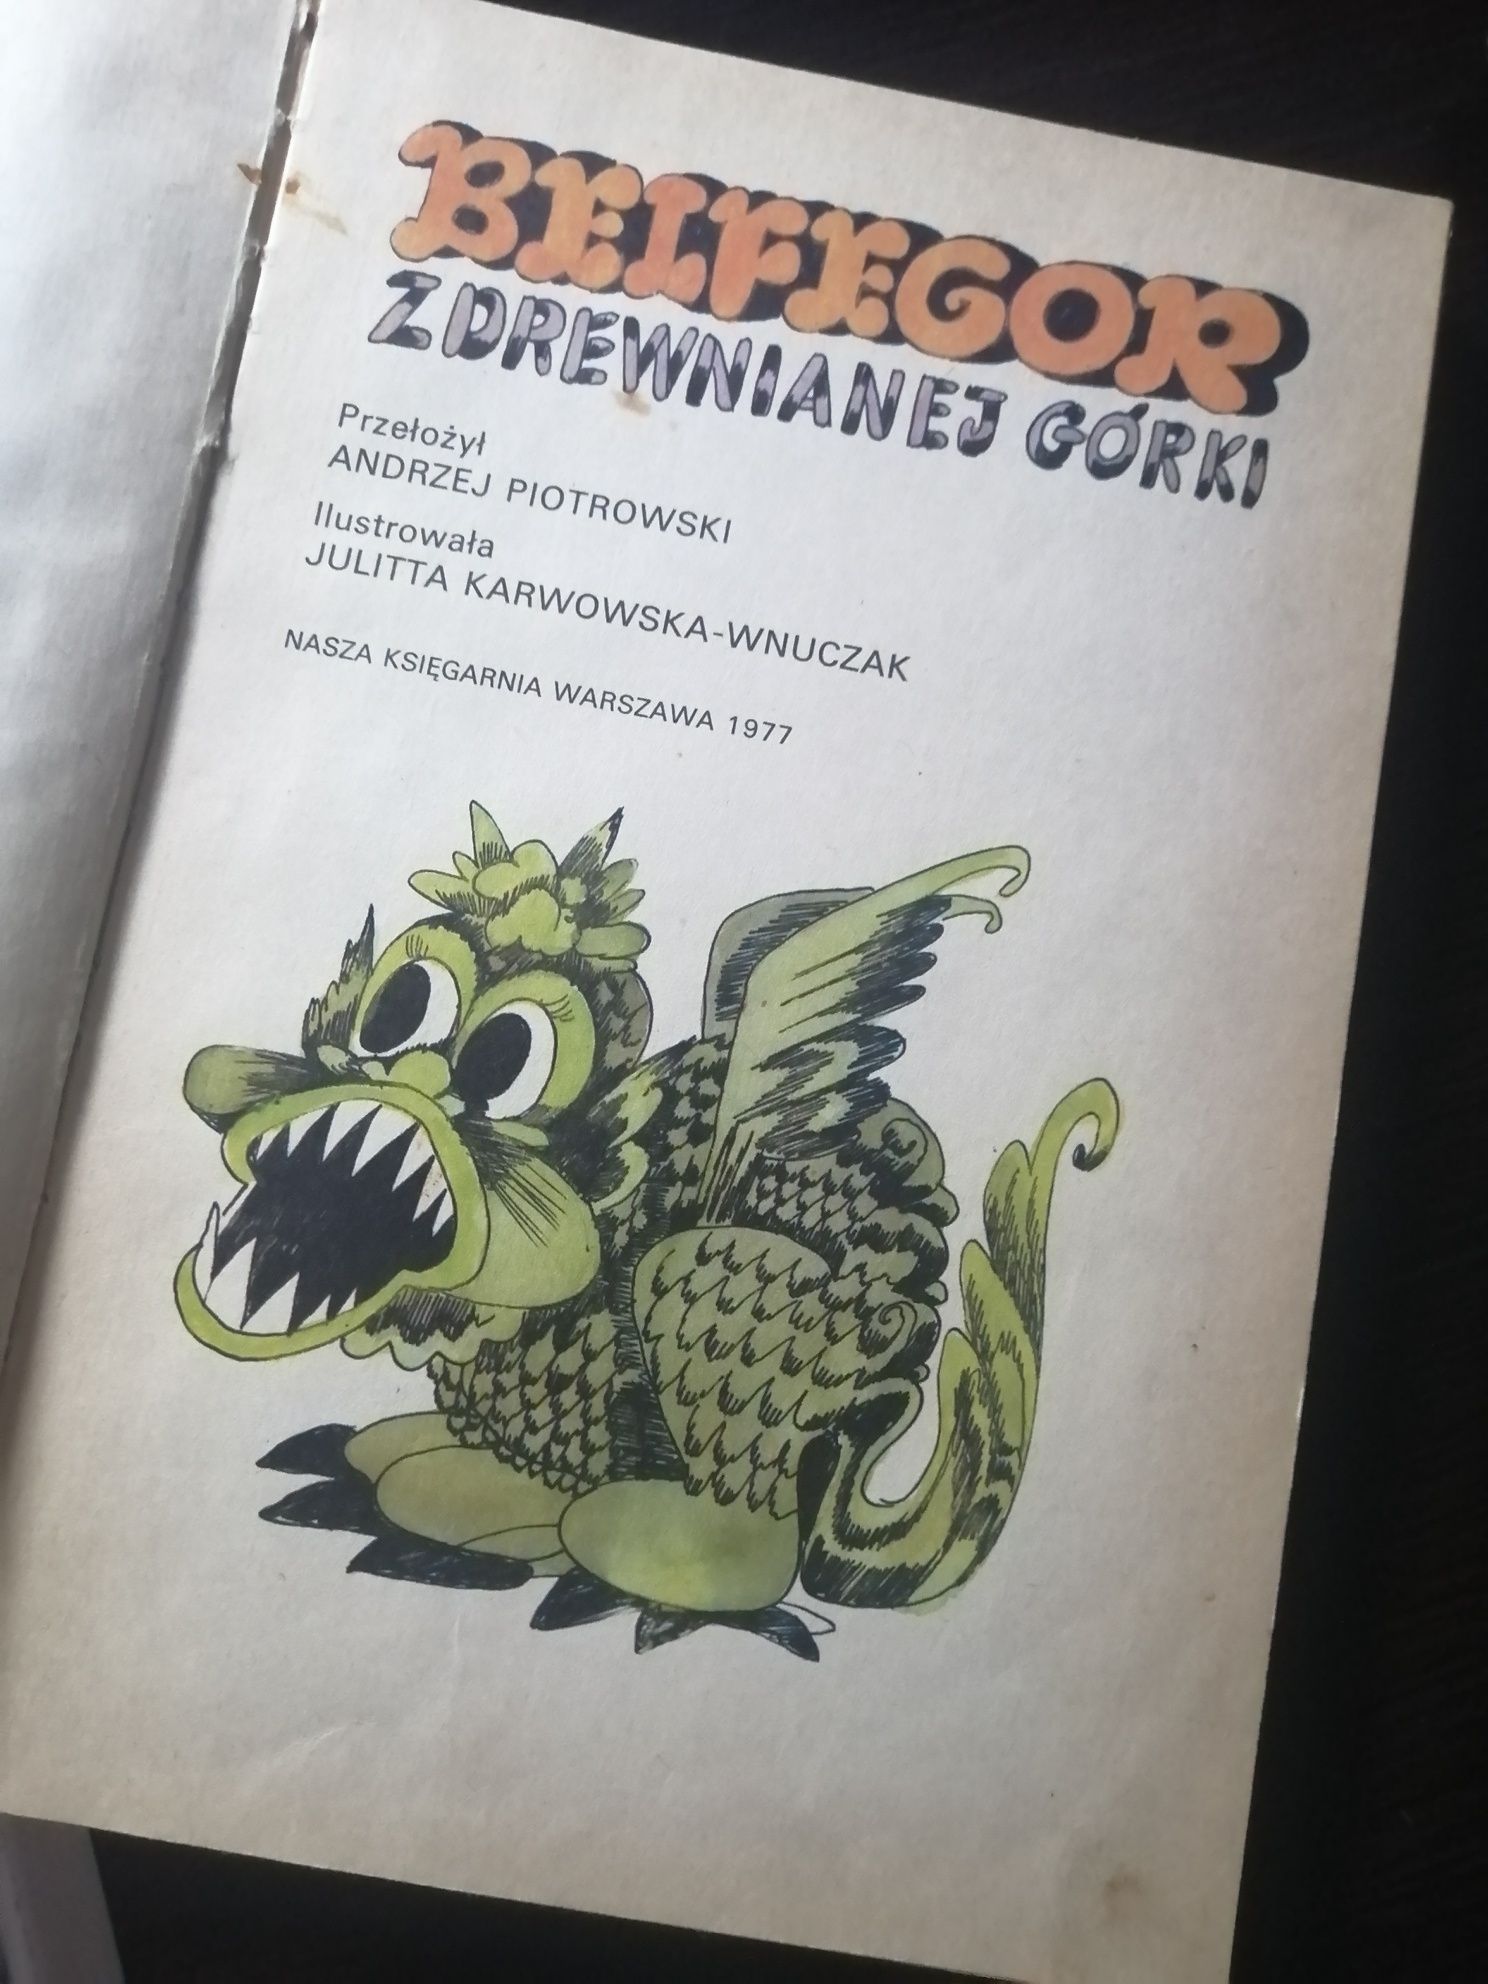 BELFEGOR
Z DREWNIANEJ GÓRKI
Przełożył
ANDRZEJ PIOTROWSKI
Ilustrowała
JULITTA KARWOWSKA-WNUCZAK
NASZA KSIĘGARNIA WARSZAWA 1977